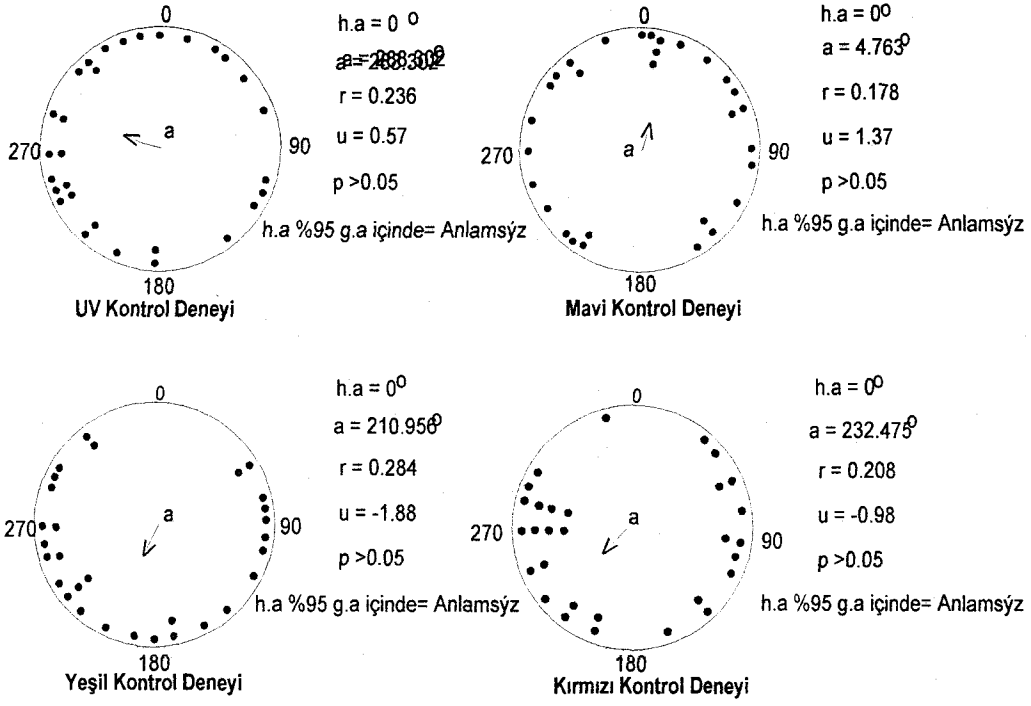 0
270
90
180
a
h.a = 0 º
r = 0.236
u = 0.57
p >0.05
h.a %95 g.a içinde= Anlamsýz
UV Kontrol Deneyi
0
270
90
180
a
h.a = 0º
a = 4.763º
r = 0.178
u = 1.37
p >0.05
h.a %95 g.a içinde= Anlamsýz
Mavi Kontrol Deneyi
0
270
90
180
a
h.a = 0º
a = 210.956º
r = 0.284
u = -1.88
p >0.05
h.a %95 g.a içinde= Anlamsýz
Yeşil Kontrol Deneyi
0
270
90
180
a
h.a = 0º
a = 232.475º
r = 0.208
u = -0.98
p >0.05
h.a %95 g.a içinde= Anlamsýz
Kırmızı Kontrol Deneyi